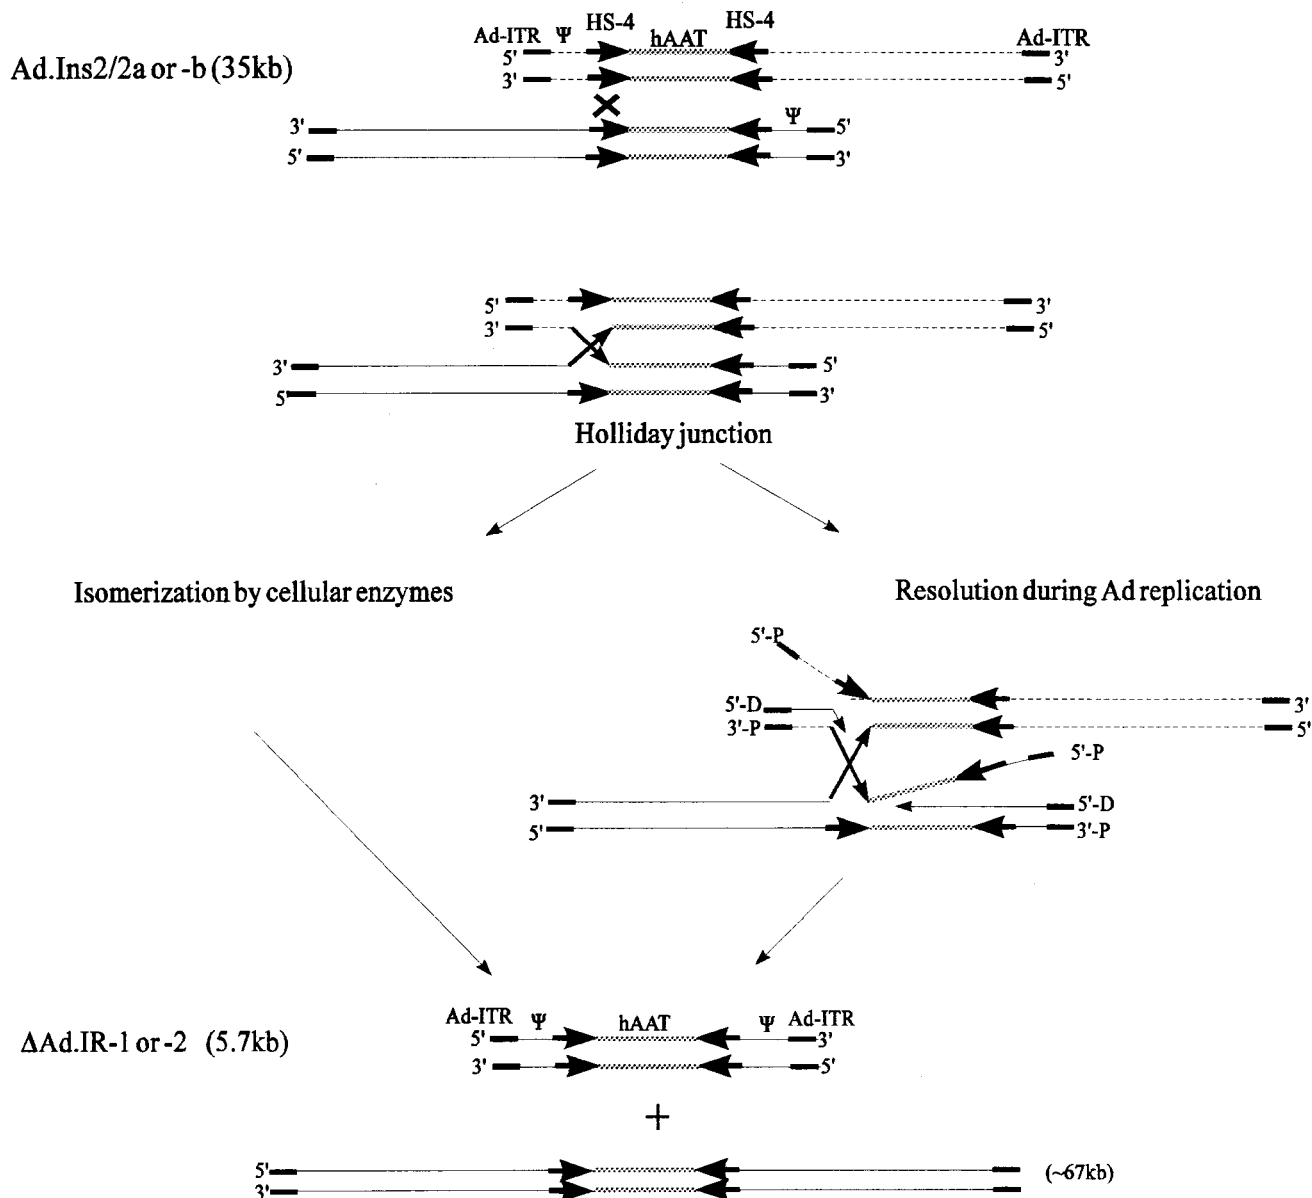 HS-4 HS-4
Ad-ITR Ψ hAAT Ad-ITR
Ad.Ins2/2a or -b (35kb)
5' 3'
3' 5'
Ψ
3' 5'
5' 3'
5' 3'
3' 5'
3' 5'
5' 3'
Holliday junction
Isomerization by cellular enzymes
Resolution during Ad replication
5'-P
3'
5'-D
3'-P 5'
5'-P
3' 5'-D
5' 3'-P
Ad-ITR Ψ hAAT Ψ Ad-ITR
ΔAd.IR-1 or -2 (5.7kb)
5' 3'
3' 5'
+
5' (~67kb)
3'